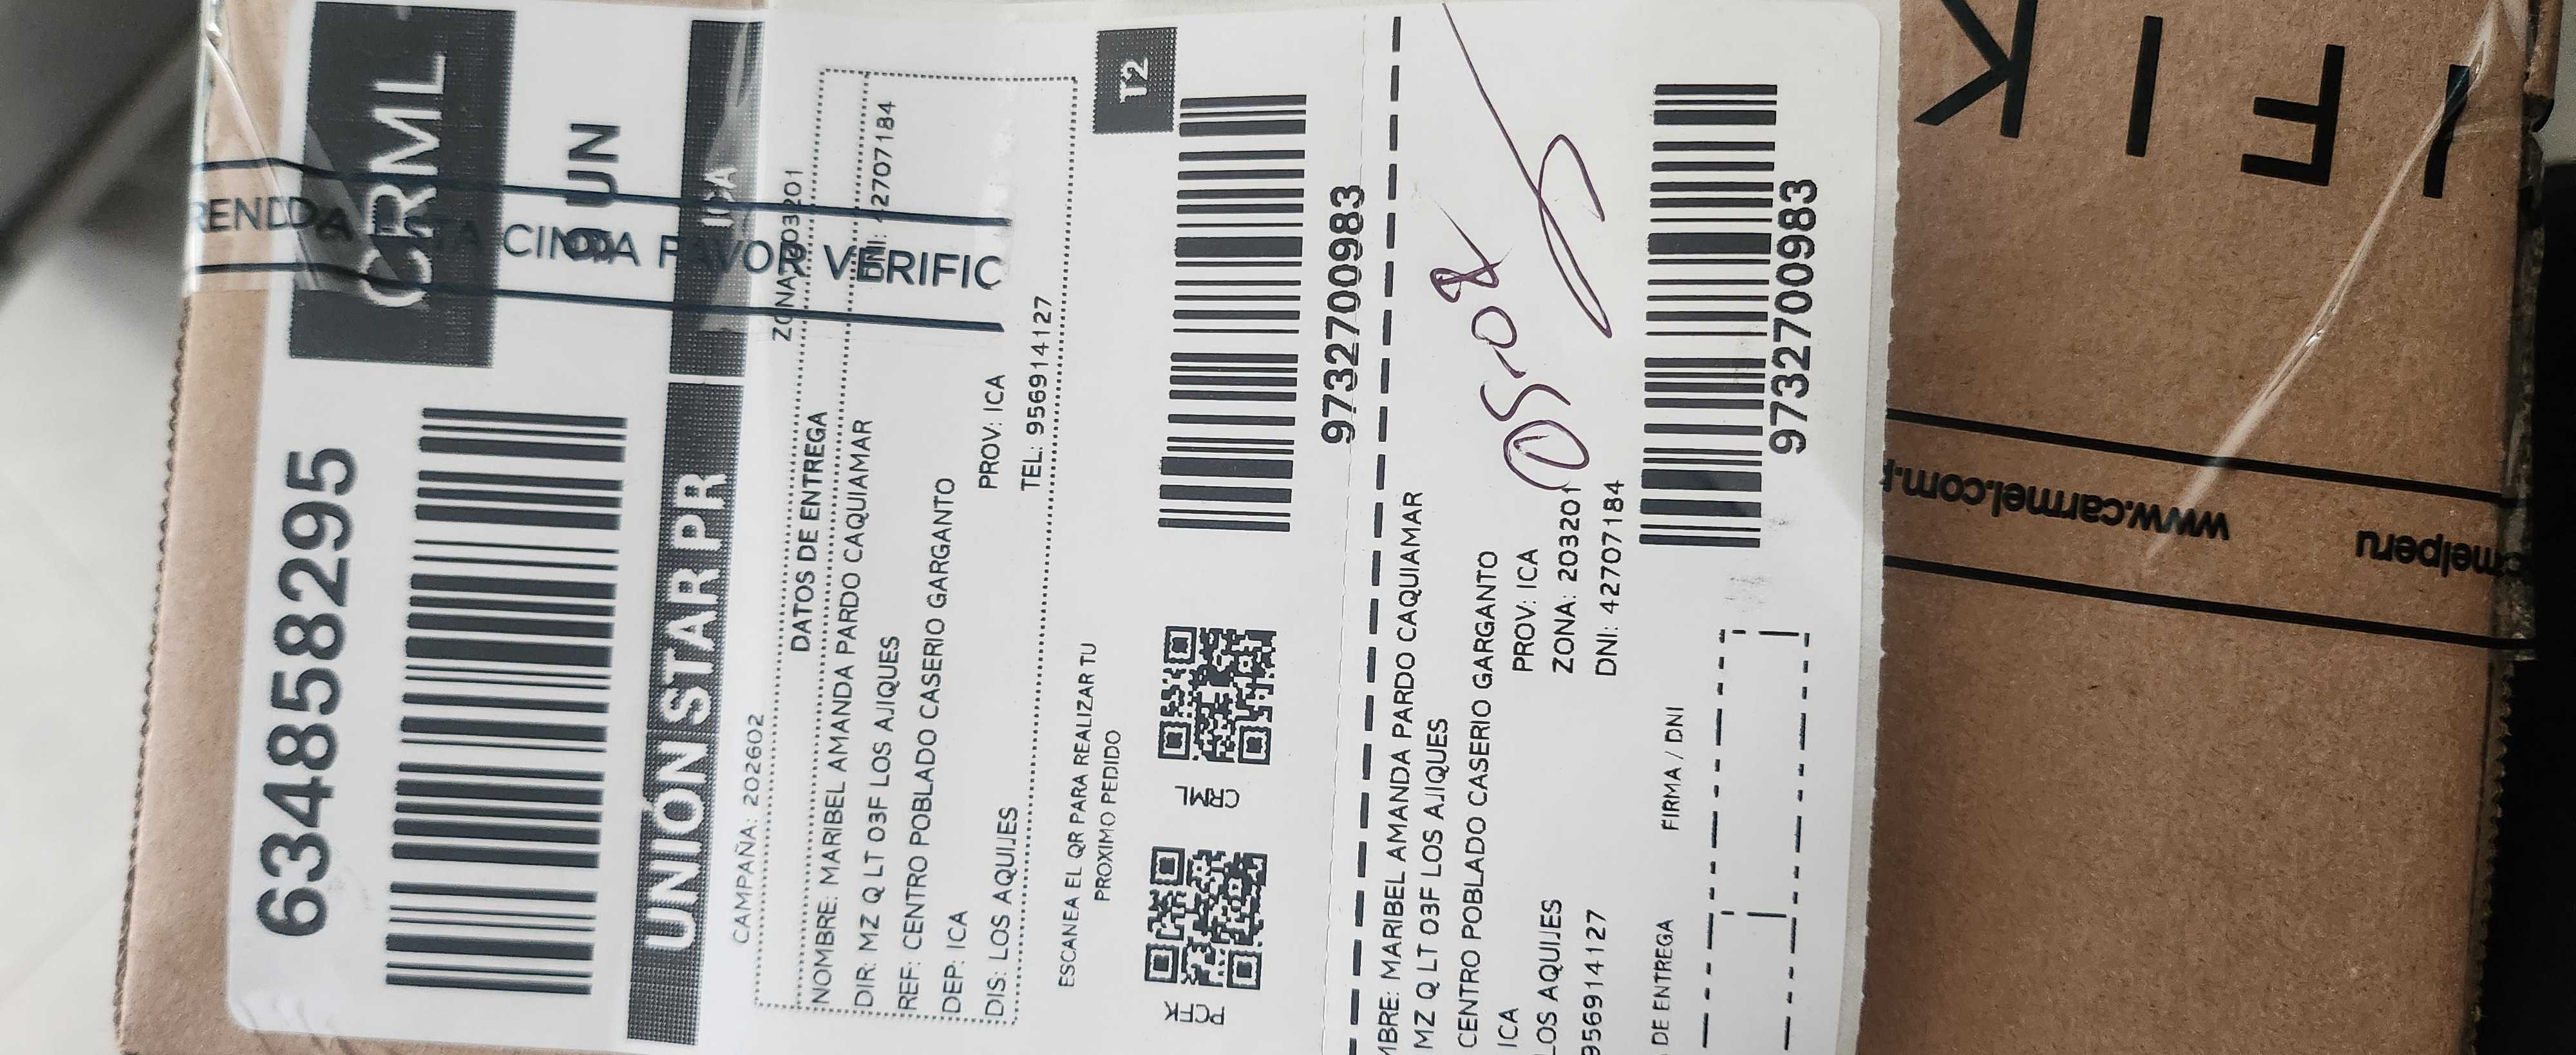 634858295
CRML
UN
UNIÓN STAR PR
ICA
CAMPAÑA: 202602
ZONA: 203201
DATOS DE ENTREGA
NOMBRE: MARIBEL AMANDA PARDO CAQUIAMAR
DNI: 42707184
DIR: MZ Q LT 03F LOS AJIQUES
REF: CENTRO POBLADO CASERIO GARGANTO
DEP: ICA
PROV: ICA
DIS: LOS AQUIJES
TEL: 956914127
CINTA FAVOR VERIFIC
ESCANEA EL QR PARA REALIZAR TU
PROXIMO PEDIDO
T2
PCFK
CRML
9732700983
MBRE: MARIBEL AMANDA PARDO CAQUIAMAR
MZ Q LT 03F LOS AJIQUES
CENTRO POBLADO CASERIO GARGANTO
ICA
PROV: ICA
LOS AQUIJES
ZONA: 203201
956914127
DNI: 42707184
05-02
DE ENTREGA
FIRMA / DNI
9732700983
www.carmel.com.p
melperu